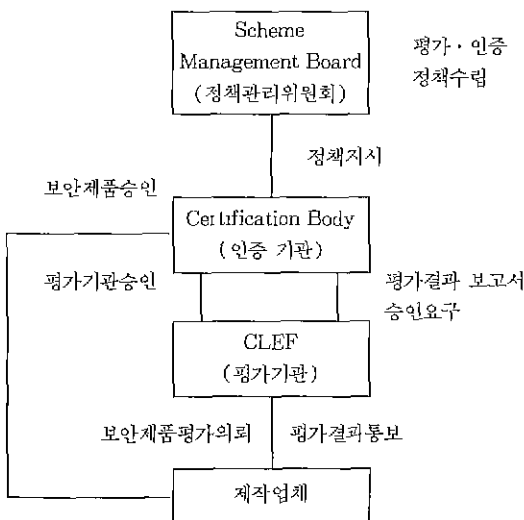 Scheme
Management Board
(정책관리위원회)
평가·인증
정책수립
정책지시
보안제품승인
Certification Body
(인증 기관)
평가기관승인
평가결과 보고서
승인요구
CLEF
(평가기관)
보안제품평가의뢰
평가결과통보
제작업체